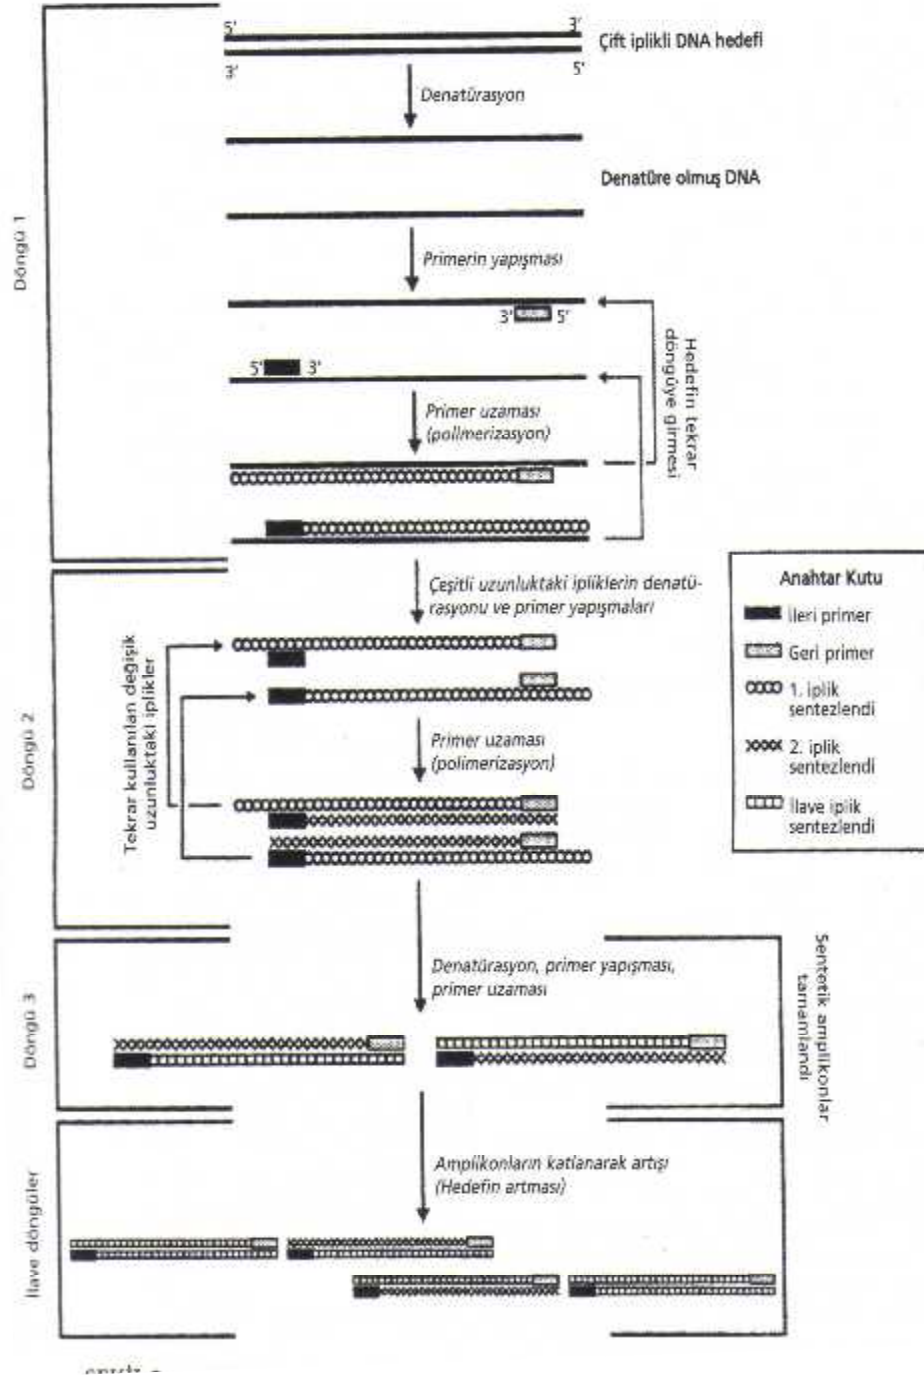 5'
3'
Çift iplikli DNA hedefi
3'
5'
Denatürasyon
Denatüre olmuş DNA
Döngü 1
Primerin yapışması
3'
5'
5'
3'
Hedefin tekrar
döngüye girmesi
Primer uzaması
(polimerizasyon)
Çeşitli uzunluktaki ipliklerin denatü-
rasyonu ve primer yapışmaları
Anahtar Kutu
İleri primer
Geri primer
1. iplik
sentezlendi
2. iplik
sentezlendi
İlave iplik
sentezlendi
Döngü 2
Tekrar kullanılan değişik
uzunluktaki iplikler
Primer uzaması
(polimerizasyon)
Döngü 3
Denatürasyon, primer yapışması,
primer uzaması
Sentetik amplikonlar
tamamlandı
İlave döngüler
Amplikonların katlanarak artışı
(Hedefin artması)